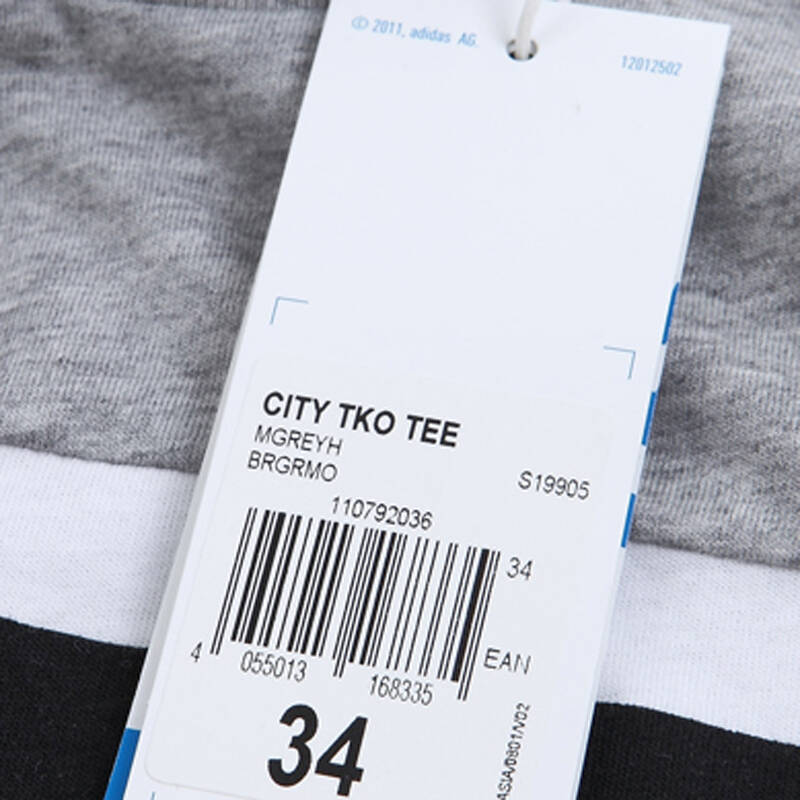 © 2011, adidas AG.
12012502
CITY TKO TEE
MGREYH
BRGRMO
S19905
110792036
34
4 055013 168335
EAN
34
ASIA/0801/V02